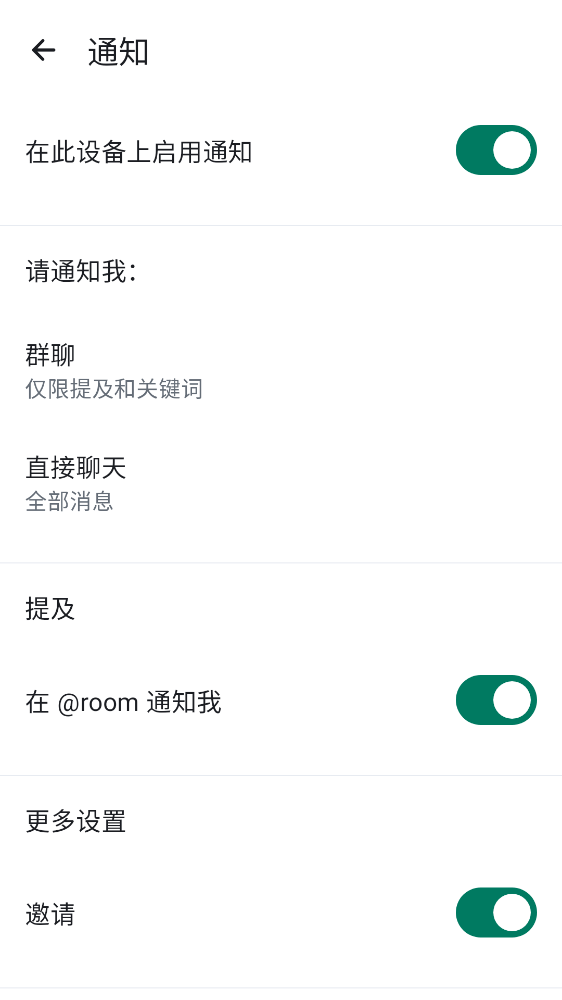 通知
在此设备上启用通知
请通知我：
群聊
仅限提及和关键词
直接聊天
全部消息
提及
在 @room 通知我
更多设置
邀请